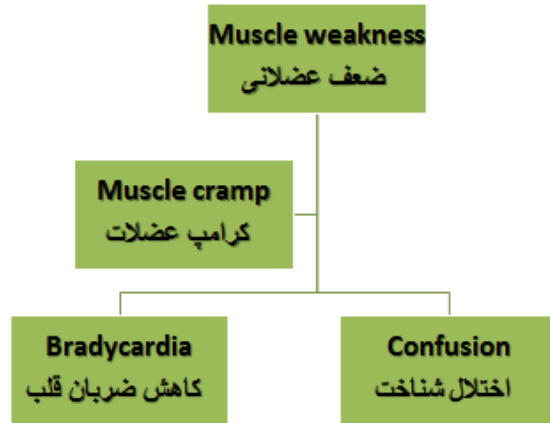 Muscle weakness
ضعف عضلانی
Muscle cramp
کرامپ عضلات
Bradycardia
کاهش ضربان قلب
Confusion
اختلال شناخت